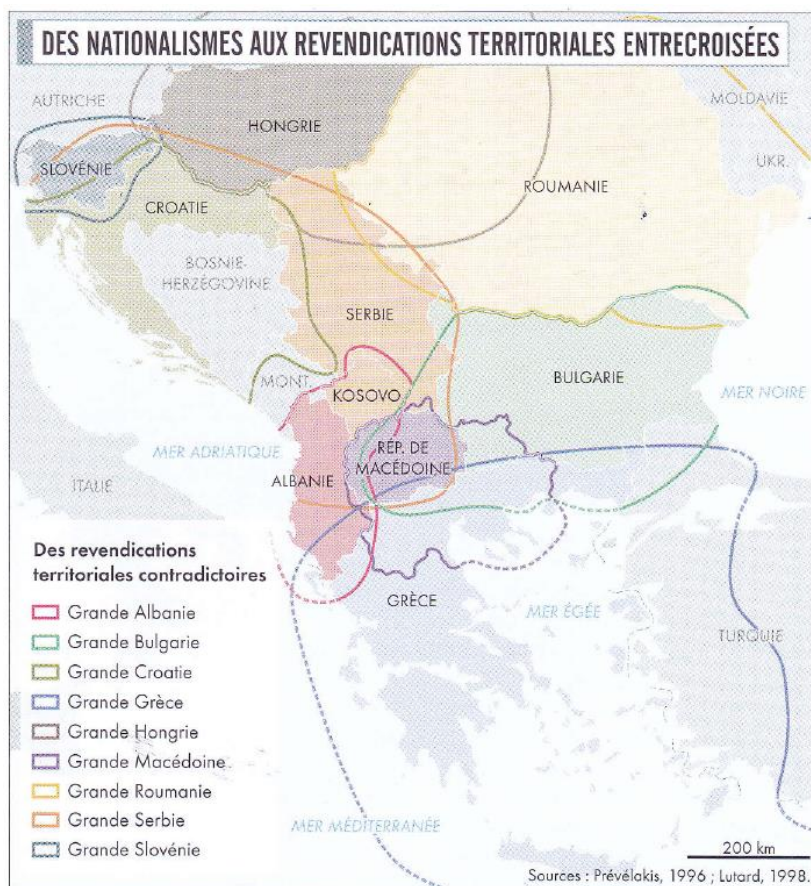 DES NATIONALISMES AUX REVENDICATIONS TERRITORIALES ENTRECROISÉES
AUTRICHE
MOLDAVIE
HONGRIE
UKR.
SLOVÉNIE
ROUMANIE
CROATIE
BOSNIE-
HERZÉGOVINE
SERBIE
MONT.
KOSOVO
BULGARIE
MER NOIRE
MER ADRIATIQUE
RÉP. DE
MACÉDOINE
ITALIE
ALBANIE
GRÈCE
MER ÉGÉE
TURQUIE
MER MÉDITERRANÉE
Des revendications
territoriales contradictoires
Grande Albanie
Grande Bulgarie
Grande Croatie
Grande Grèce
Grande Hongrie
Grande Macédoine
Grande Roumanie
Grande Serbie
Grande Slovénie
200 km
Sources : Prévélakis, 1996 ; Lutard, 1998.